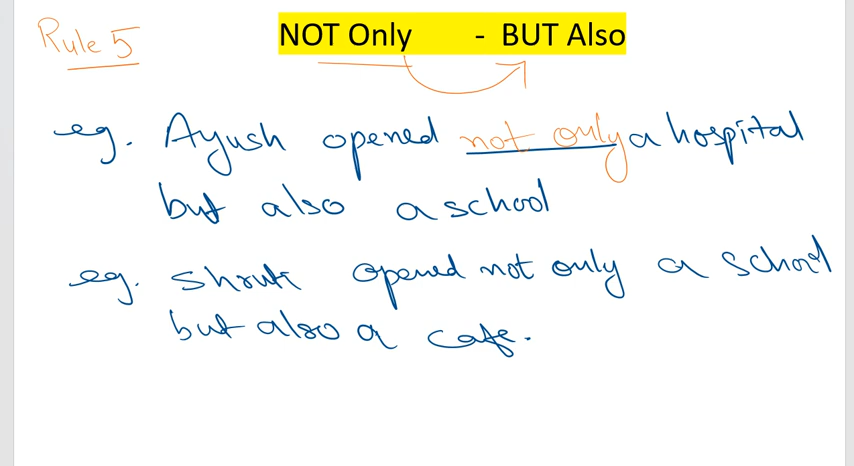 Rule 5
NOT Only - BUT Also
eg. Ayush opened not only a hospital
but also a school
eg. Shruti opened not only a school
but also a cafe.